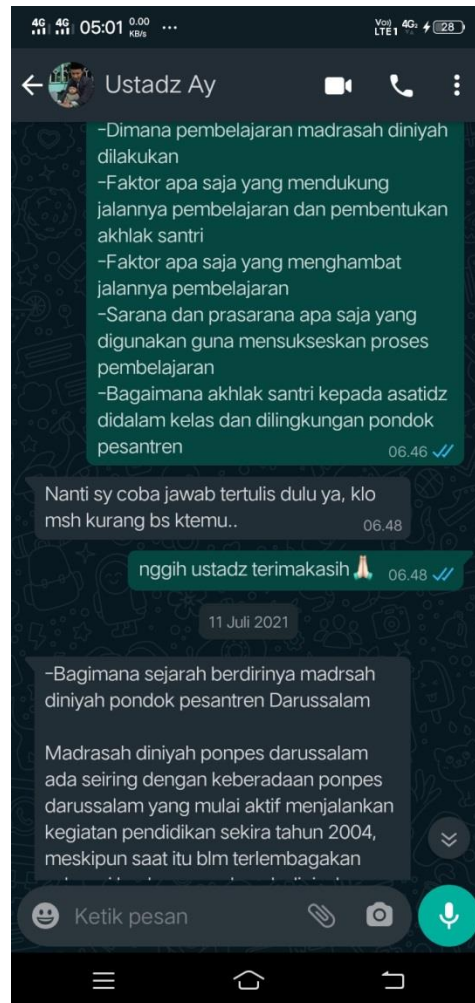 4G 4G 05:01 0.00 KB/s ...
Vo) LTE1 4G 28
Ustadz Ay
-Dimana pembelajaran madrasah diniyah
dilakukan
-Faktor apa saja yang mendukung
jalannya pembelajaran dan pembentukan
akhlak santri
-Faktor apa saja yang menghambat
jalannya pembelajaran
-Sarana dan prasarana apa saja yang
digunakan guna mensukseskan proses
pembelajaran
-Bagaimana akhlak santri kepada asatidz
didalam kelas dan dilingkungan pondok
pesantren
06.46
Nanti sy coba jawab tertulis dulu ya, klo
msh kurang bs ktemu..
06.48
nggih ustadz terimakasih🙏🏻 06.48
11 Juli 2021
-Bagimana sejarah berdirinya madrsah
diniyah pondok pesantren Darussalam
Madrasah diniyah ponpes darussalam
ada seiring dengan keberadaan ponpes
darussalam yang mulai aktif menjalankan
kegiatan pendidikan sekira tahun 2004,
meskipun saat itu blm terlembagakan
Ketik pesan